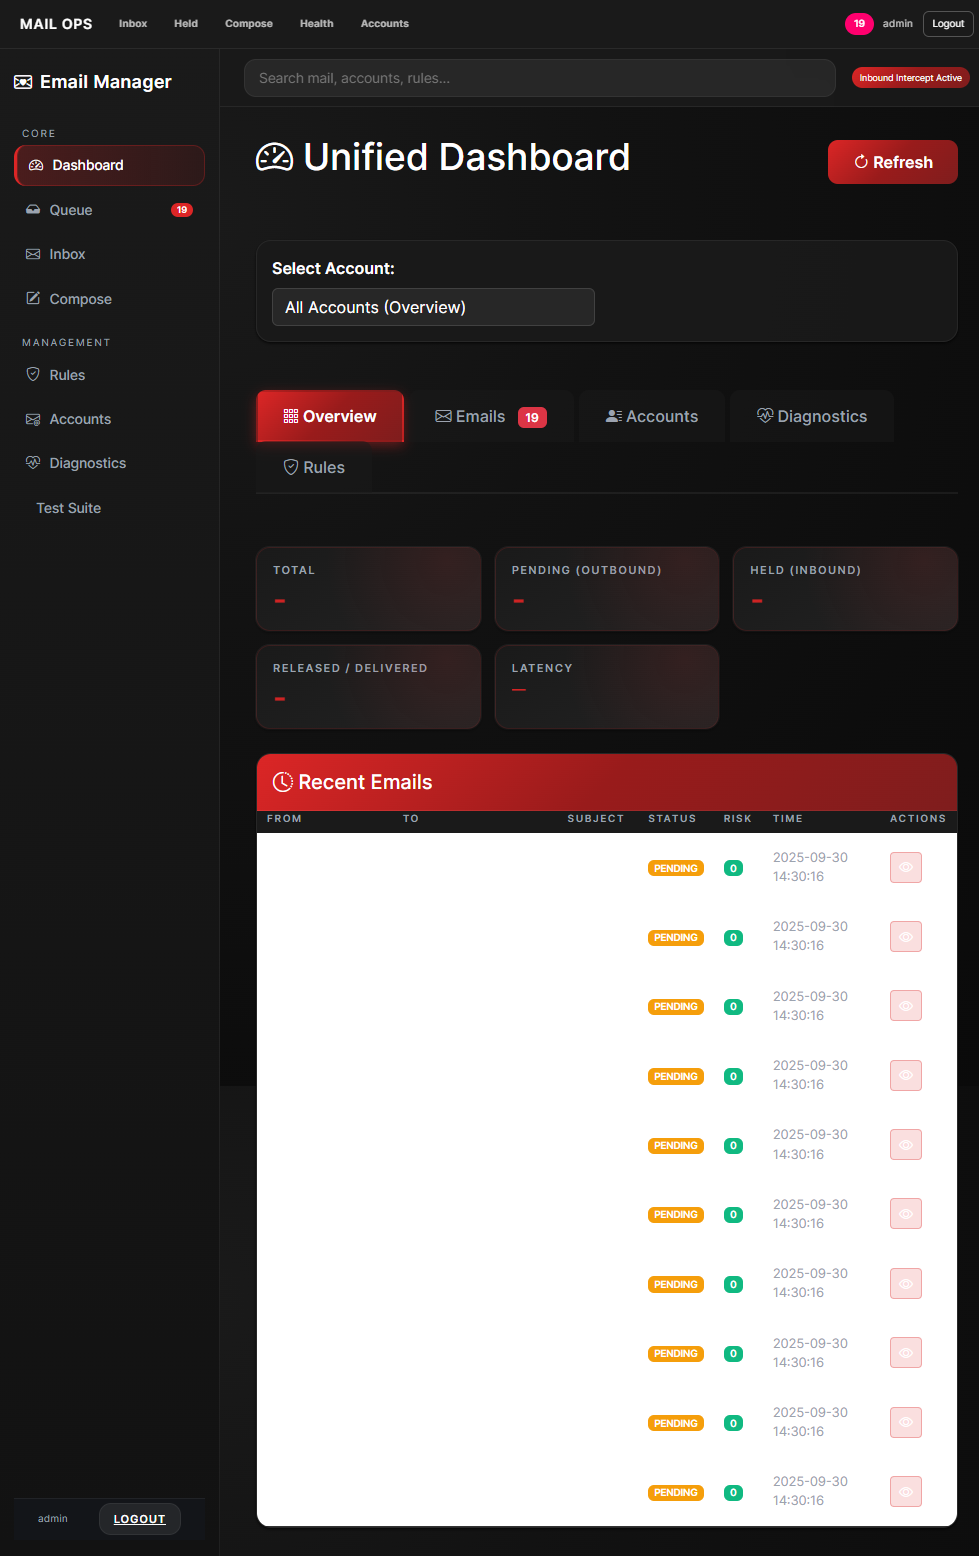 MAIL OPS Inbox Held Compose Health Accounts 19 admin Logout
Email Manager
Search mail, accounts, rules...
Inbound Intercept Active
CORE
Dashboard
Queue 19
Inbox
Compose
MANAGEMENT
Rules
Accounts
Diagnostics
Test Suite
admin LOGOUT
Unified Dashboard
Refresh
Select Account:
All Accounts (Overview)
Overview Emails 19 Accounts Diagnostics
Rules
TOTAL
-
PENDING (OUTBOUND)
-
HELD (INBOUND)
-
RELEASED / DELIVERED
-
LATENCY
—
Recent Emails
FROM TO SUBJECT STATUS RISK TIME ACTIONS
PENDING 0 2025-09-30
14:30:16
PENDING 0 2025-09-30
14:30:16
PENDING 0 2025-09-30
14:30:16
PENDING 0 2025-09-30
14:30:16
PENDING 0 2025-09-30
14:30:16
PENDING 0 2025-09-30
14:30:16
PENDING 0 2025-09-30
14:30:16
PENDING 0 2025-09-30
14:30:16
PENDING 0 2025-09-30
14:30:16
PENDING 0 2025-09-30
14:30:16